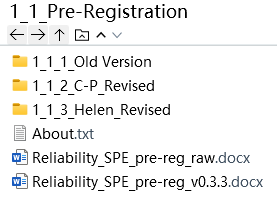 1_1_Pre-Registration
1_1_1_Old Version
1_1_2_C-P_Revised
1_1_3_Helen_Revised
About.txt
Reliability_SPE_pre-reg_raw.docx
Reliability_SPE_pre-reg_v0.3.3.docx